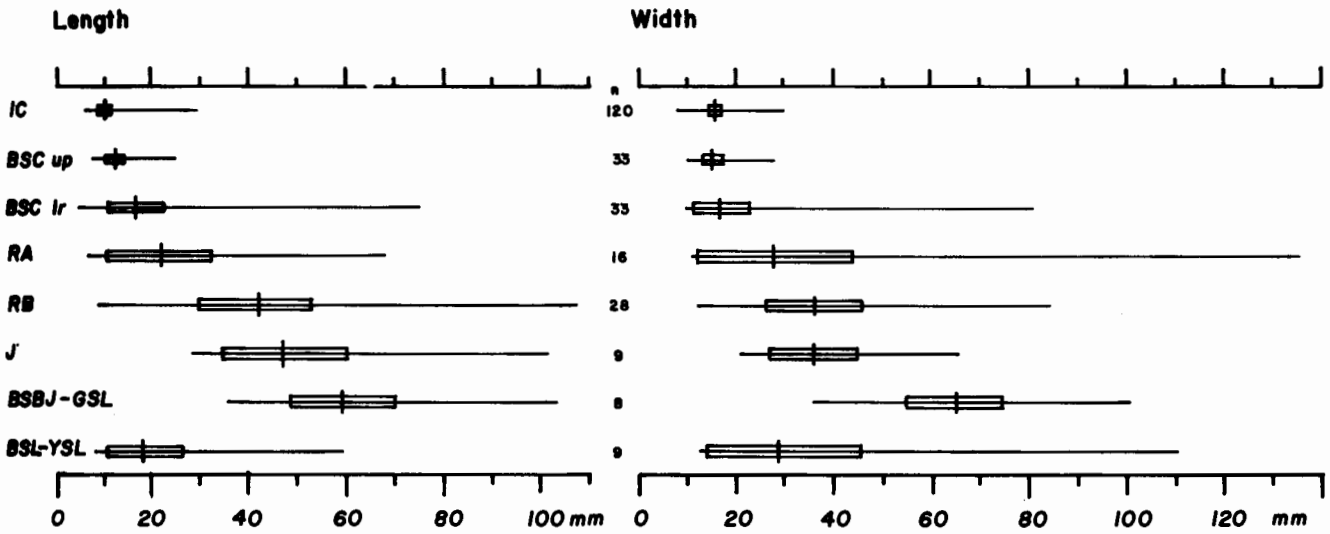 Length Width
n
IC 120
BSC up 33
BSC lr 33
RA 16
RB 28
J 9
BSBJ-GSL 8
BSL-YSL 9
0 20 40 60 80 100 mm 0 20 40 60 80 100 120 mm